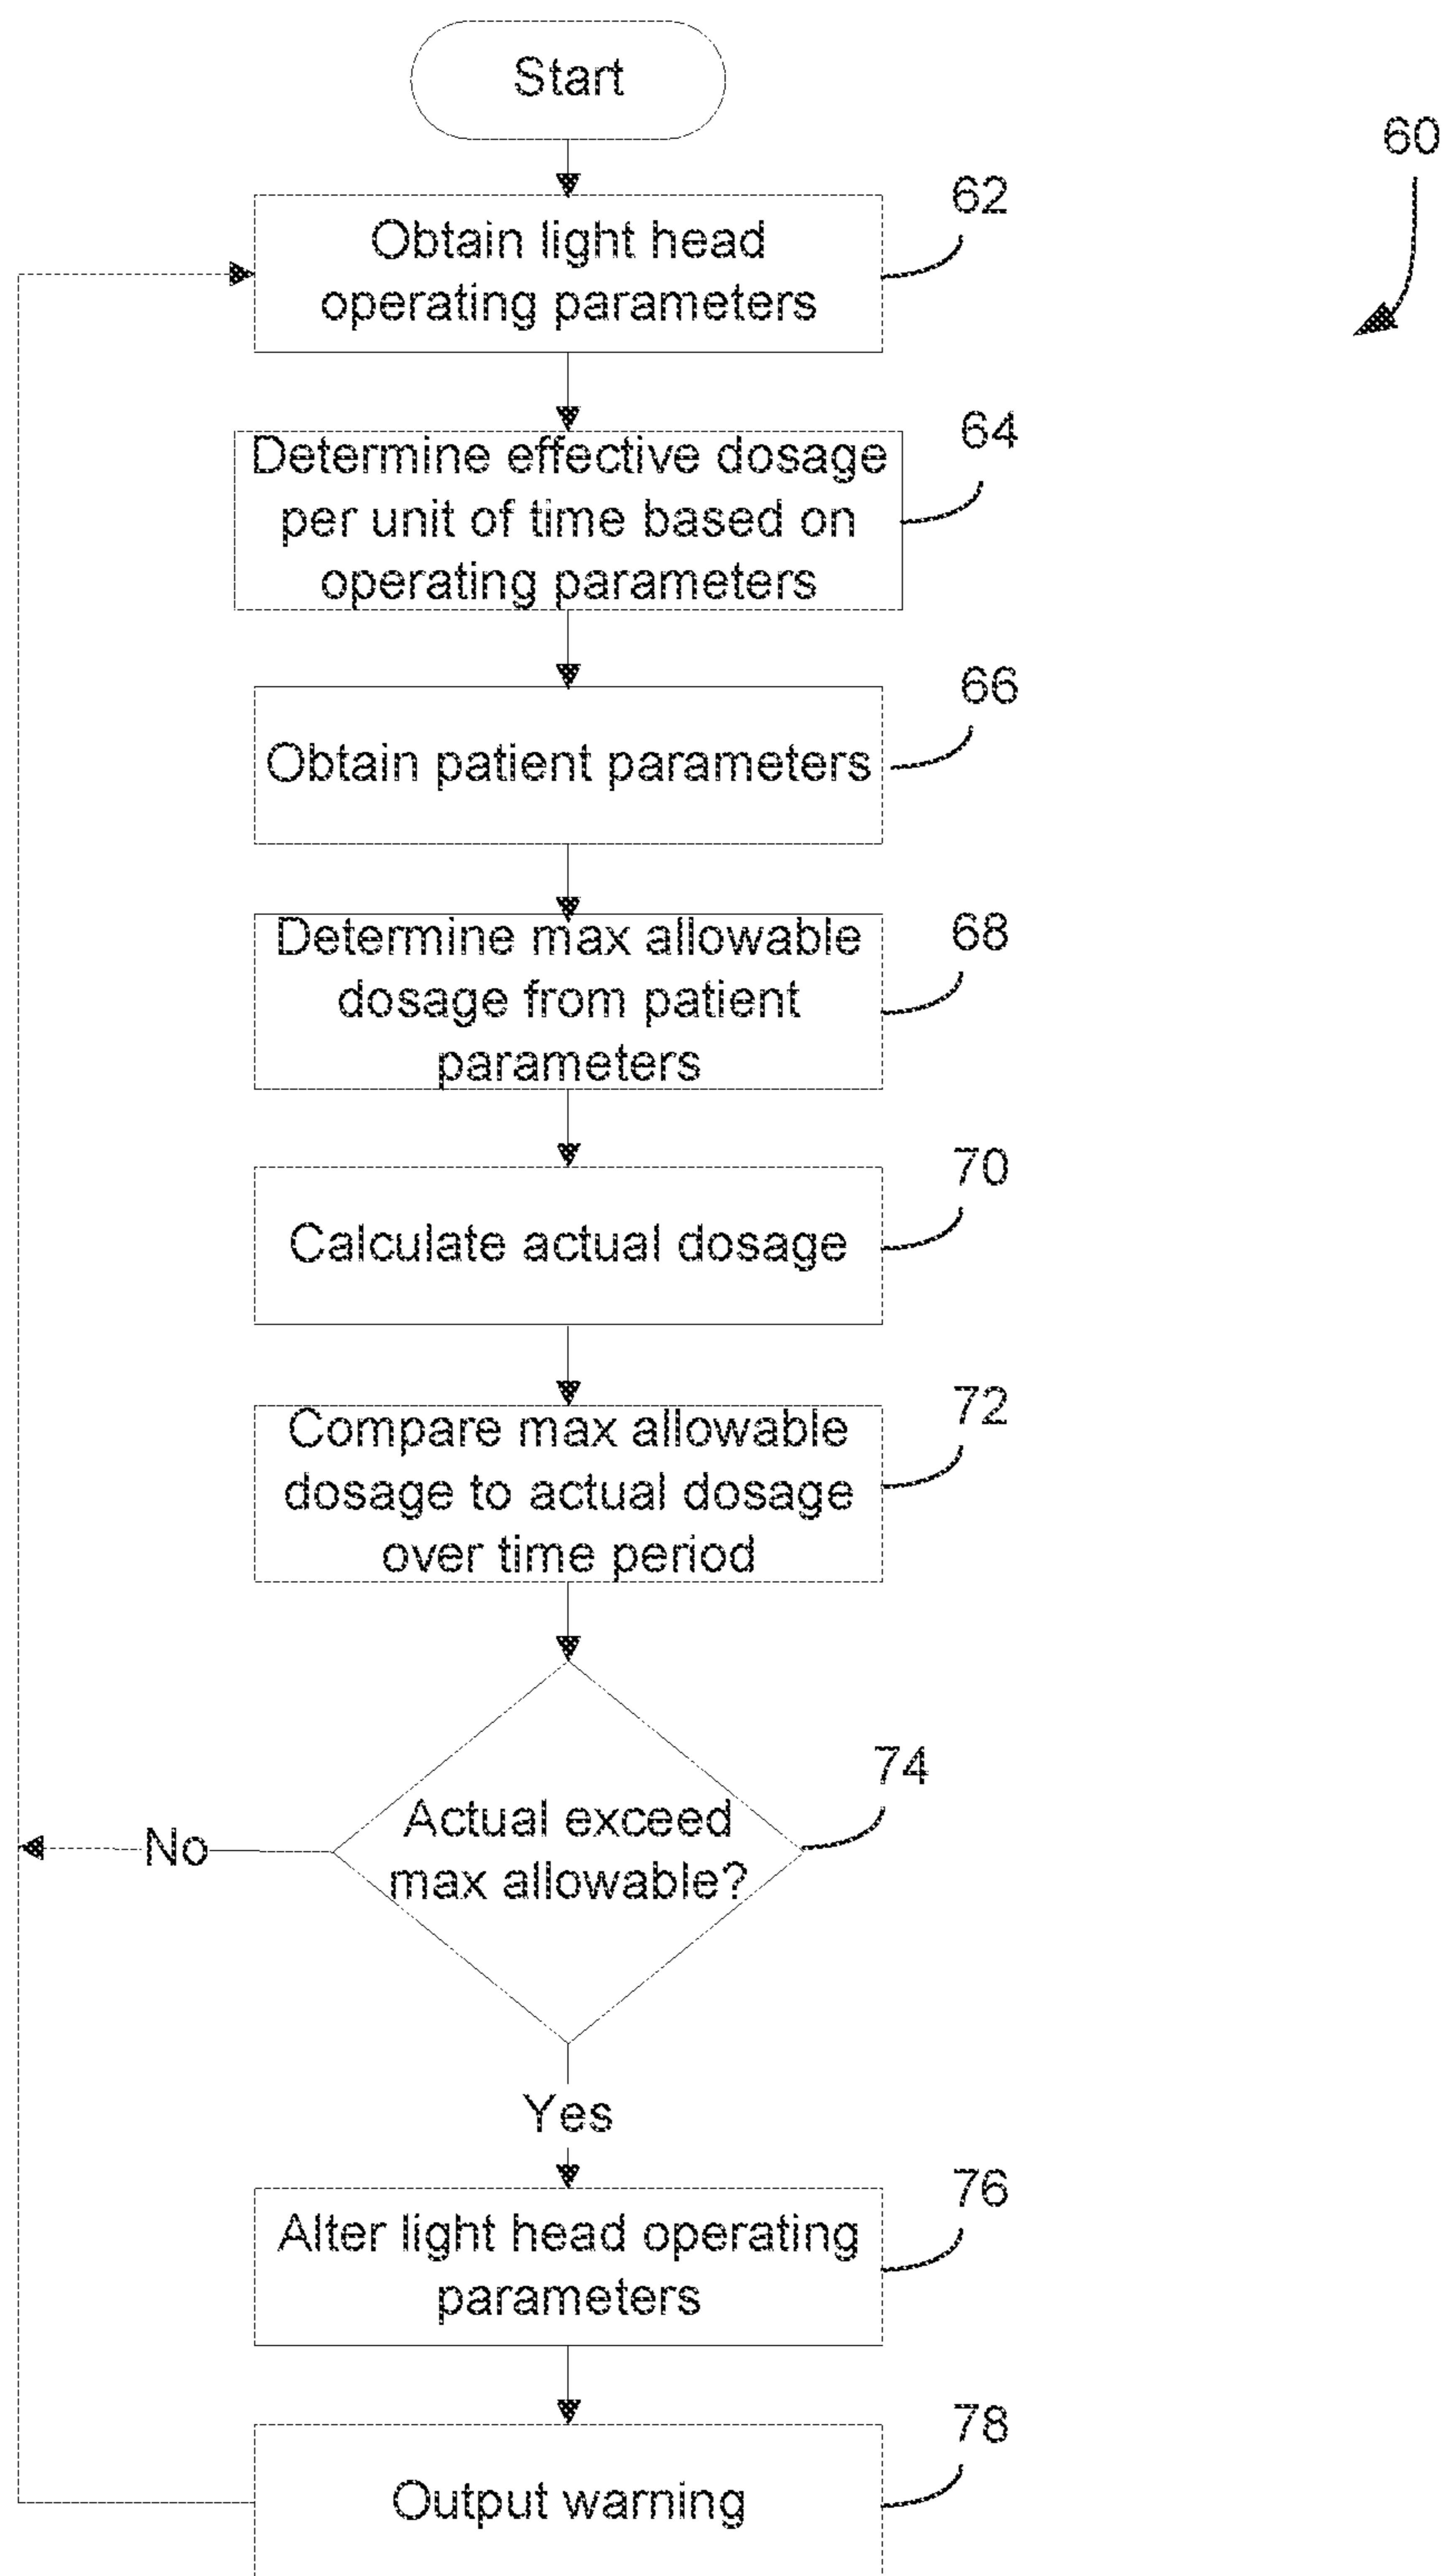 Start
60
62
Obtain light head
operating parameters
64
Determine effective dosage
per unit of time based on
operating parameters
66
Obtain patient parameters
68
Determine max allowable
dosage from patient
parameters
70
Calculate actual dosage
72
Compare max allowable
dosage to actual dosage
over time period
74
Actual exceed
max allowable?
No
Yes
76
Alter light head operating
parameters
78
Output warning